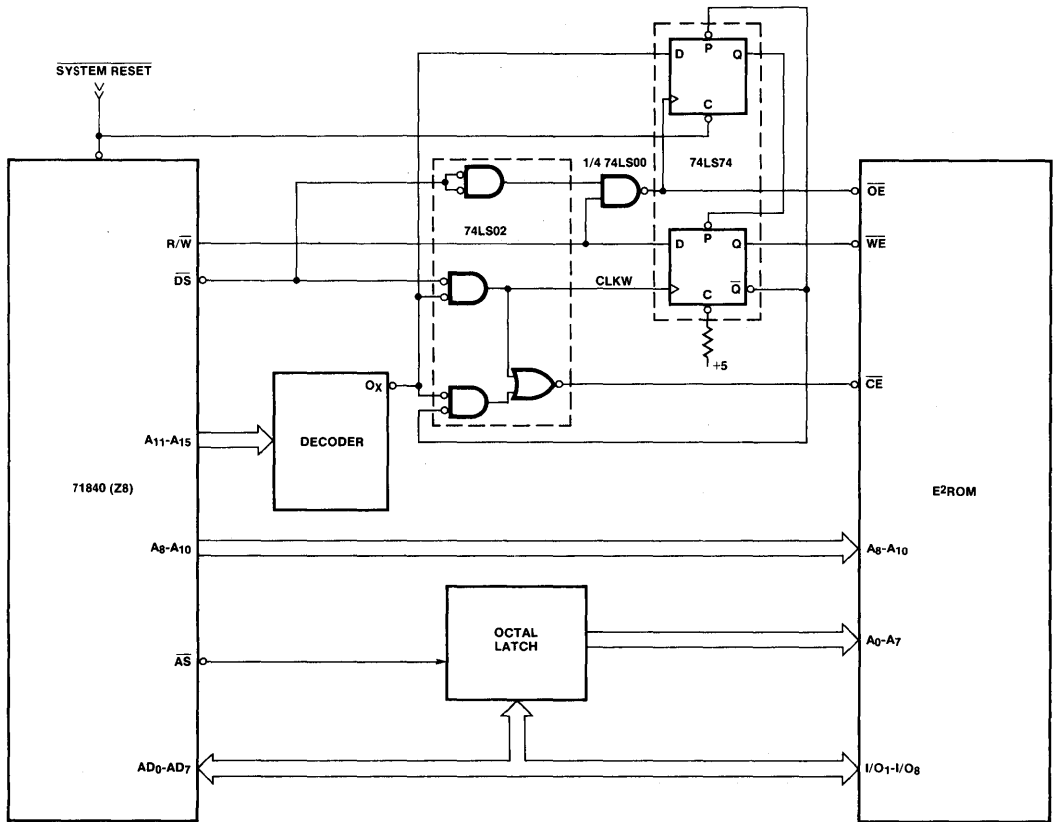 SYSTEM RESET
P
D
Q
C
1/4 74LS00
74LS74
74LS02
OE
R/W
P
D
Q
WE
DS
CLKW
Q
C
+5
OX
CE
A11-A15
DECODER
71840 (Z8)
E2ROM
A8-A10
A8-A10
OCTAL
LATCH
A0-A7
AS
AD0-AD7
I/O1-I/O8